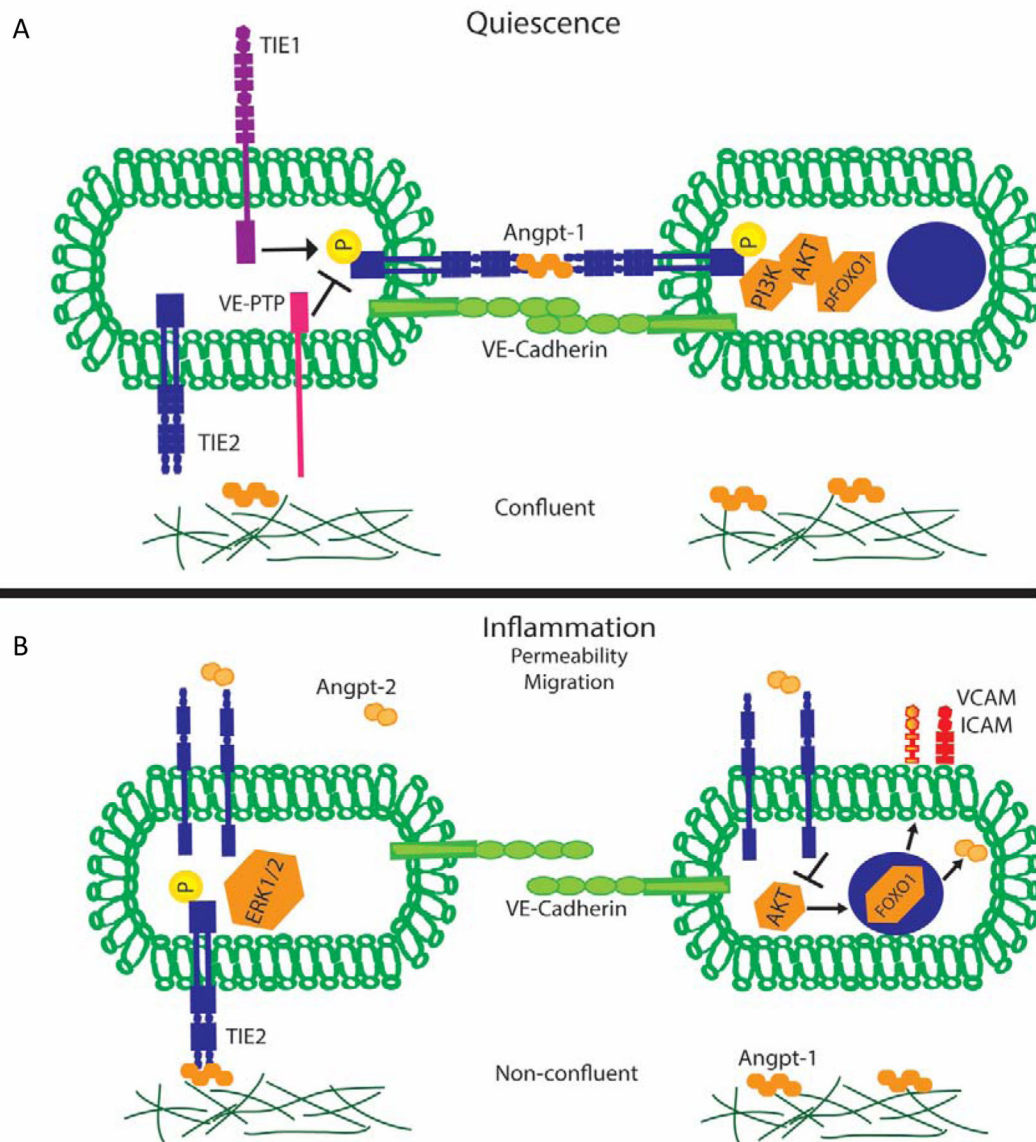 A
Quiescence
TIE1
P
Angpt-1
P
PI3K
AKT
pFOXO1
VE-PTP
VE-Cadherin
TIE2
Confluent
B
Inflammation
Permeability
Migration
Angpt-2
VCAM
ICAM
P
ERK1/2
VE-Cadherin
AKT
FOXO1
TIE2
Non-confluent
Angpt-1